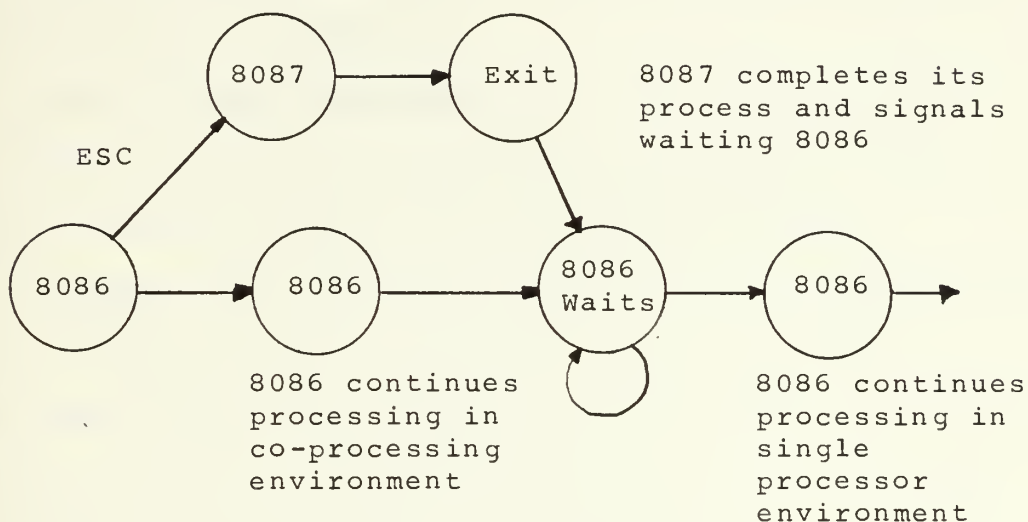 8087
Exit
8087 completes its
process and signals
waiting 8086
ESC
8086
8086
8086
Waits
8086
8086 continues
processing in
co-processing
environment
8086 continues
processing in
single
processor
environment